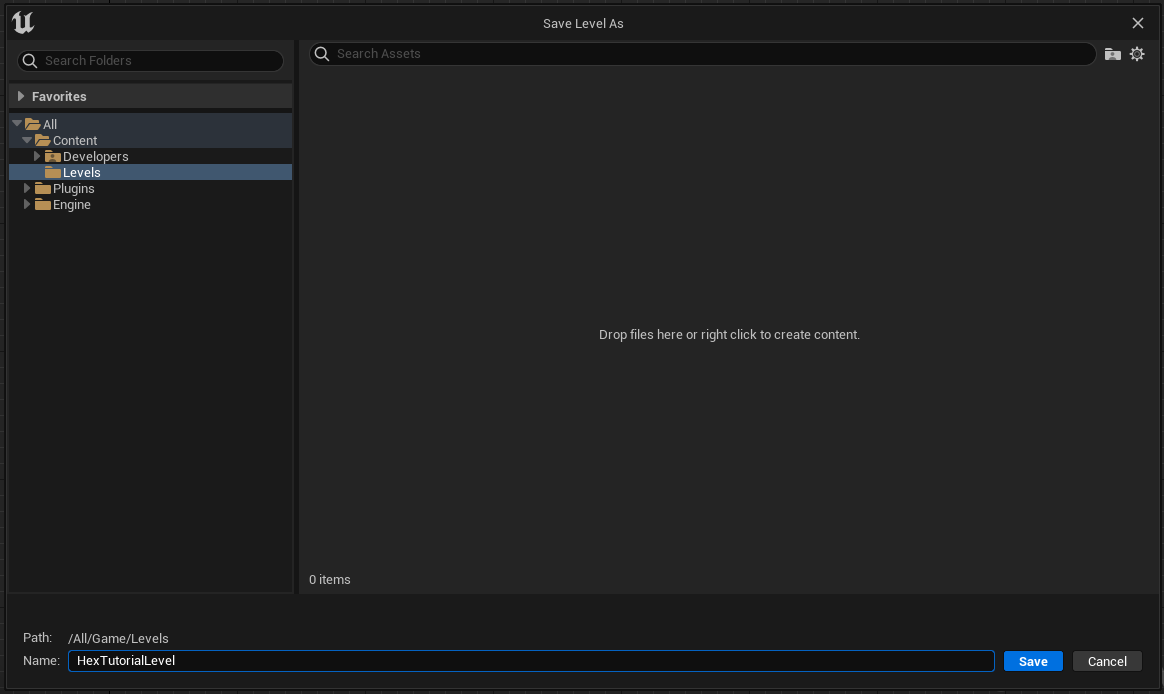 Save Level As
Search Folders
Favorites
All
Content
Developers
Levels
Plugins
Engine
Search Assets
Drop files here or right click to create content.
0 items
Path: /All/Game/Levels
Name: HexTutorialLevel
Save Cancel